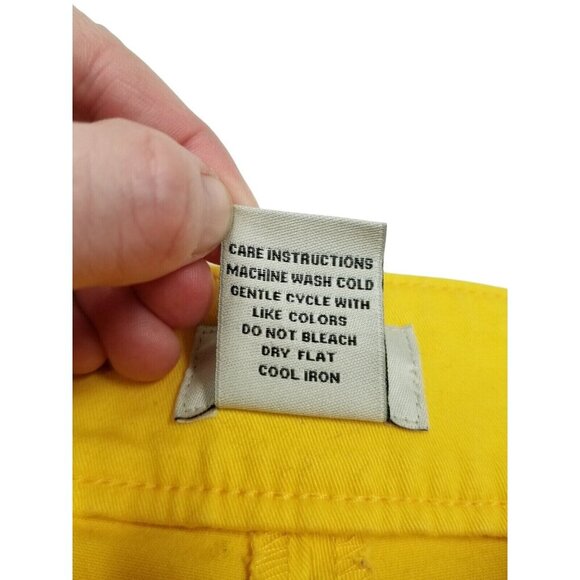 CARE INSTRUCTIONS
MACHINE WASH COLD
GENTLE CYCLE WITH
LIKE COLORS
DO NOT BLEACH
DRY FLAT
COOL IRON